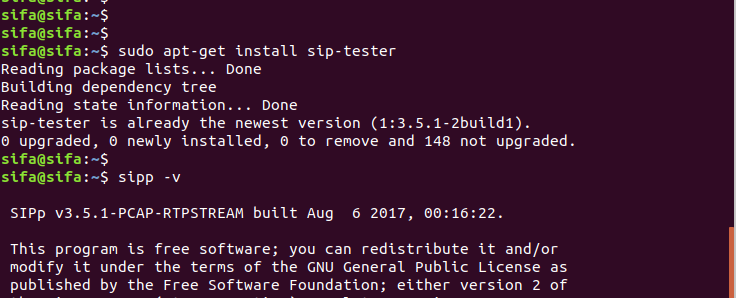 sifa@sifa:~$
sifa@sifa:~$
sifa@sifa:~$ sudo apt-get install sip-tester
Reading package lists... Done
Building dependency tree
Reading state information... Done
sip-tester is already the newest version (1:3.5.1-2build1).
0 upgraded, 0 newly installed, 0 to remove and 148 not upgraded.
sifa@sifa:~$
sifa@sifa:~$ sipp -v
SIPp v3.5.1-PCAP-RTPSTREAM built Aug  6 2017, 00:16:22.
This program is free software; you can redistribute it and/or
modify it under the terms of the GNU General Public License as
published by the Free Software Foundation; either version 2 of